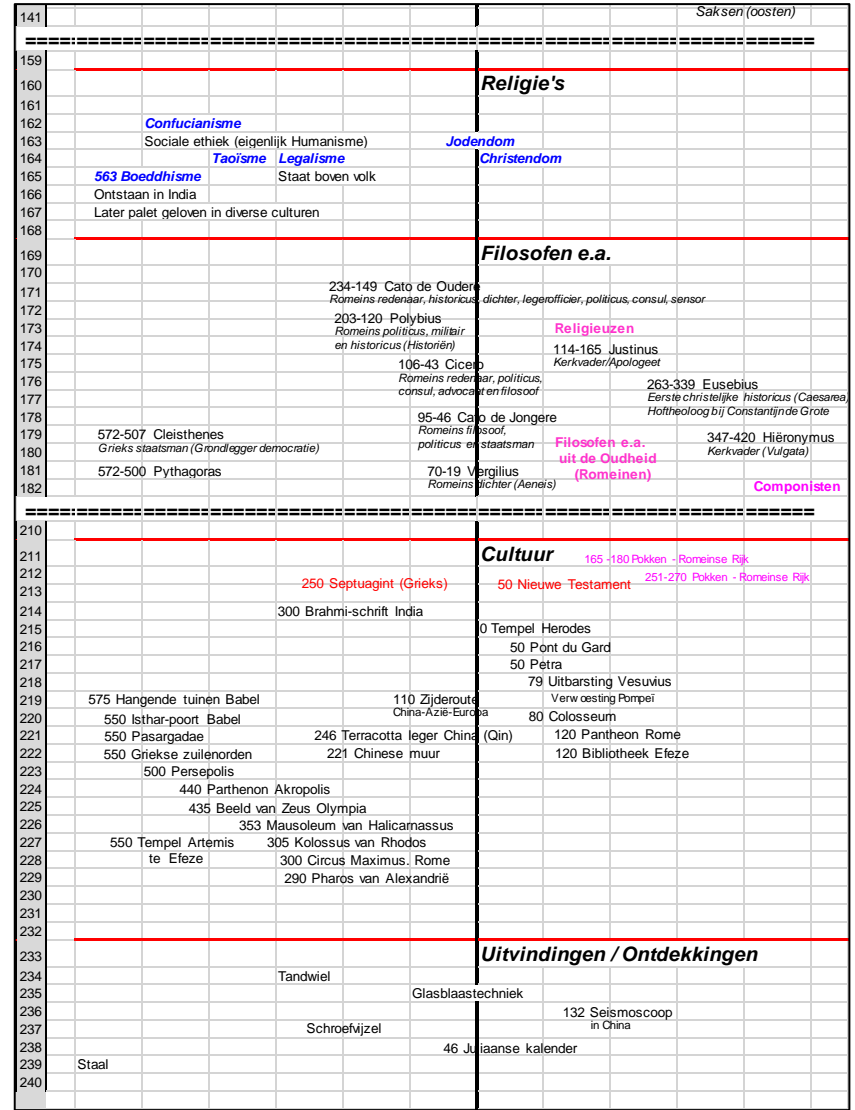 141 Saksen (oosten)
================================================
159
160 Religie's
161
162 Confucianisme
163 Sociale ethiek (eigenlijk Humanisme) Jodendom
164 Taoïsme Legalisme Christendom
165 563 Boeddhisme Staat boven volk
166 Ontstaan in India
167 Later palet geloven in diverse culturen
168
169 Filosofen e.a.
170
171 234-149 Cato de Oudere
Romeins redenaar, historicus, dichter, legerofficier, politicus, consul, sensor
172
203-120 Polybius
173 Romeins politicus, militair Religieuzen
174 en historicus (Historiën) 114-165 Justinus
175 106-43 Cicero Kerkvader/Apologeet
176 Romeins redenaar, politicus, 263-339 Eusebius
177 consul, advocaat en filosoof Eerste christelijke historicus (Caesarea)
Hoftheoloog bij Constantijn de Grote
178 95-46 Cato de Jongere
179 572-507 Cleisthenes Romeins filosoof, 347-420 Hiëronymus
180 Grieks staatsman (Grondlegger democratie) politicus en staatsman Filosofen e.a. Kerkvader (Vulgata)
uit de Oudheid
181 572-500 Pythagoras 70-19 Vergilius (Romeinen)
182 Romeins dichter (Aeneis) Componisten
================================================
210
211 Cultuur 165 -180 Pokken - Romeinse Rijk
212 251-270 Pokken - Romeinse Rijk
213 250 Septuagint (Grieks) 50 Nieuwe Testament
214 300 Brahmi-schrift India
215 0 Tempel Herodes
216 50 Pont du Gard
217 50 Petra
218 79 Uitbarsting Vesuvius
219 575 Hangende tuinen Babel 110 Zijderoute Verwoesting Pompeï
220 550 Isthar-poort Babel China-Azië-Europa 80 Colosseum
221 550 Pasargadae 246 Terracotta leger China (Qin) 120 Pantheon Rome
222 550 Griekse zuilenorden 221 Chinese muur 120 Bibliotheek Efeze
223 500 Persepolis
224 440 Parthenon Akropolis
225 435 Beeld van Zeus Olympia
226 353 Mausoleum van Halicarnassus
227 550 Tempel Artemis 305 Kolossus van Rhodos
228 te Efeze 300 Circus Maximus. Rome
229 290 Pharos van Alexandrië
230
231
232
233 Uitvindingen / Ontdekkingen
234 Tandwiel
235 Glasblaastechniek
236 132 Seismoscoop
237 Schroefvijzel in China
238 46 Juliaanse kalender
239 Staal
240